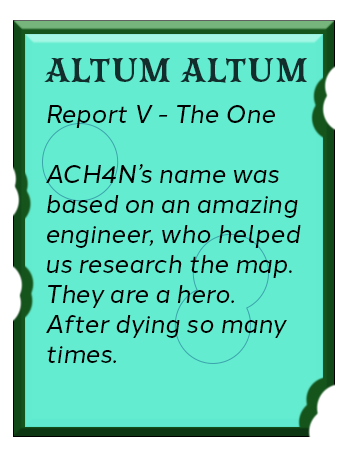 ALTUM ALTUM
Report V - The One
ACH4N's name was
based on an amazing
engineer, who helped
us research the map.
They are a hero.
After dying so many
times.